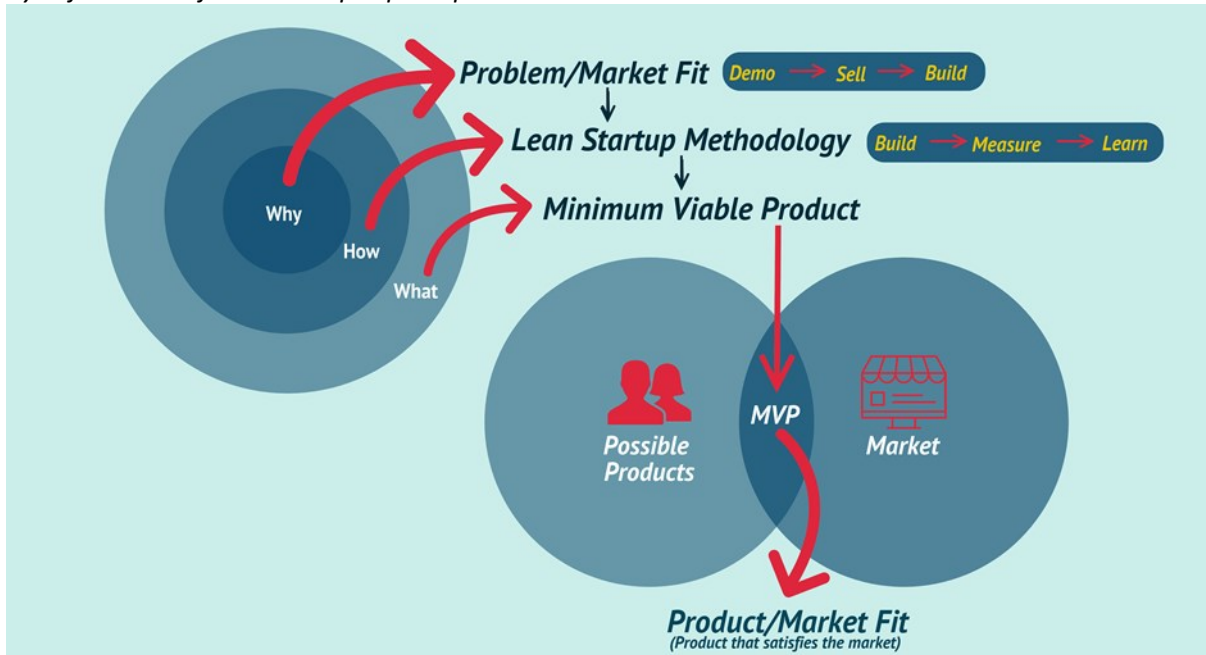 Problem/Market Fit
Demo → Sell → Build
Lean Startup Methodology
Build → Measure → Learn
Minimum Viable Product
Why
How
What
MVP
Possible
Products
Market
Product/Market Fit
(Product that satisfies the market)